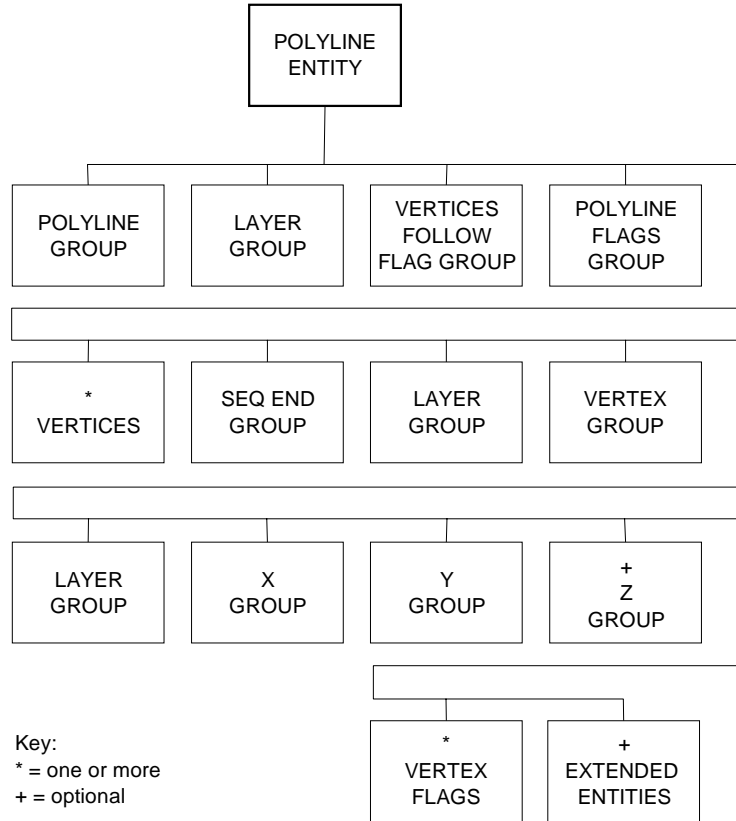 POLYLINE
ENTITY
POLYLINE
GROUP
LAYER
GROUP
VERTICES
FOLLOW
FLAG GROUP
POLYLINE
FLAGS
GROUP
*
VERTICES
SEQ END
GROUP
LAYER
GROUP
VERTEX
GROUP
LAYER
GROUP
X
GROUP
Y
GROUP
+
Z
GROUP
Key:
* = one or more
+ = optional
*
VERTEX
FLAGS
+
EXTENDED
ENTITIES